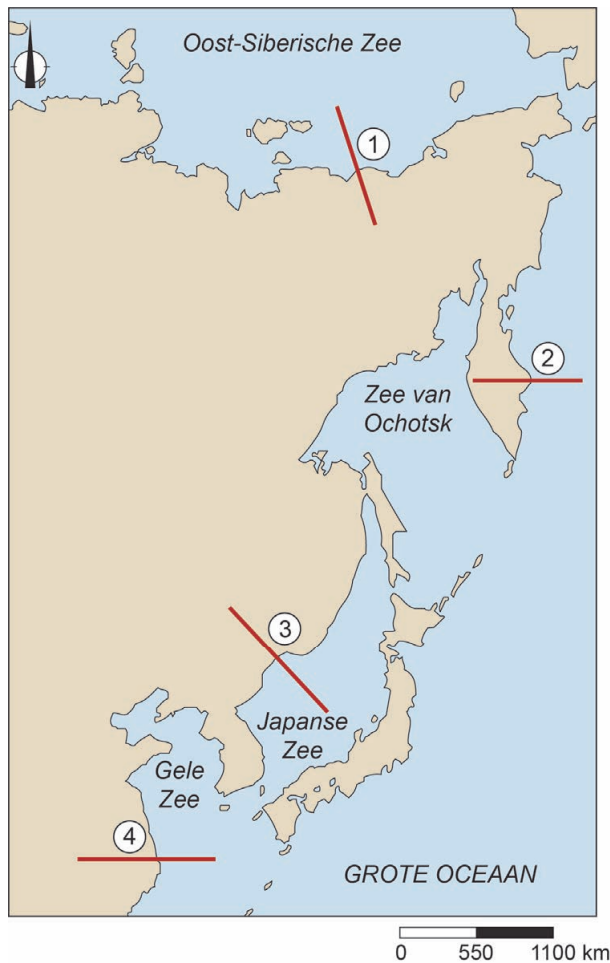 Oost-Siberische Zee
1
2
Zee van
Ochotsk
3
Japanse
Zee
Gele
Zee
4
GROTE OCEAAN
0 550 1100 km